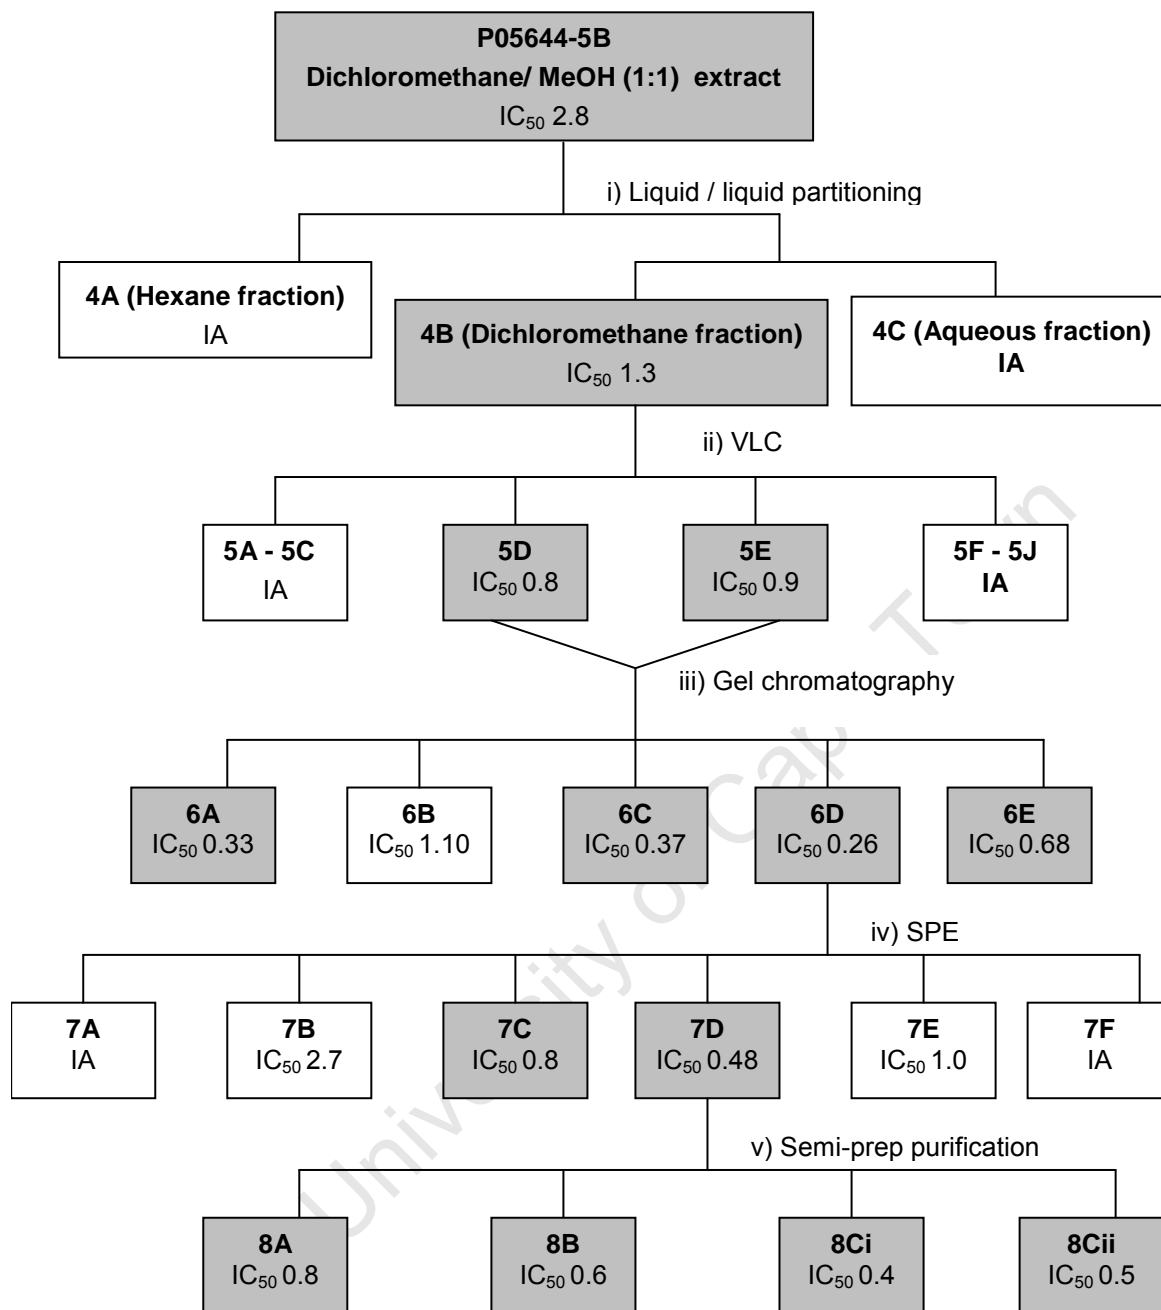 P05644-5B
Dichloromethane/ MeOH (1:1) extract
IC50 2.8
i) Liquid / liquid partitioning
4A (Hexane fraction)
IA
4B (Dichloromethane fraction)
IC50 1.3
4C (Aqueous fraction)
IA
ii) VLC
5A - 5C
IA
5D
IC50 0.8
5E
IC50 0.9
5F - 5J
IA
iii) Gel chromatography
6A
IC50 0.33
6B
IC50 1.10
6C
IC50 0.37
6D
IC50 0.26
6E
IC50 0.68
iv) SPE
7A
IA
7B
IC50 2.7
7C
IC50 0.8
7D
IC50 0.48
7E
IC50 1.0
7F
IA
v) Semi-prep purification
8A
IC50 0.8
8B
IC50 0.6
8Ci
IC50 0.4
8Cii
IC50 0.5
University of Cape Town